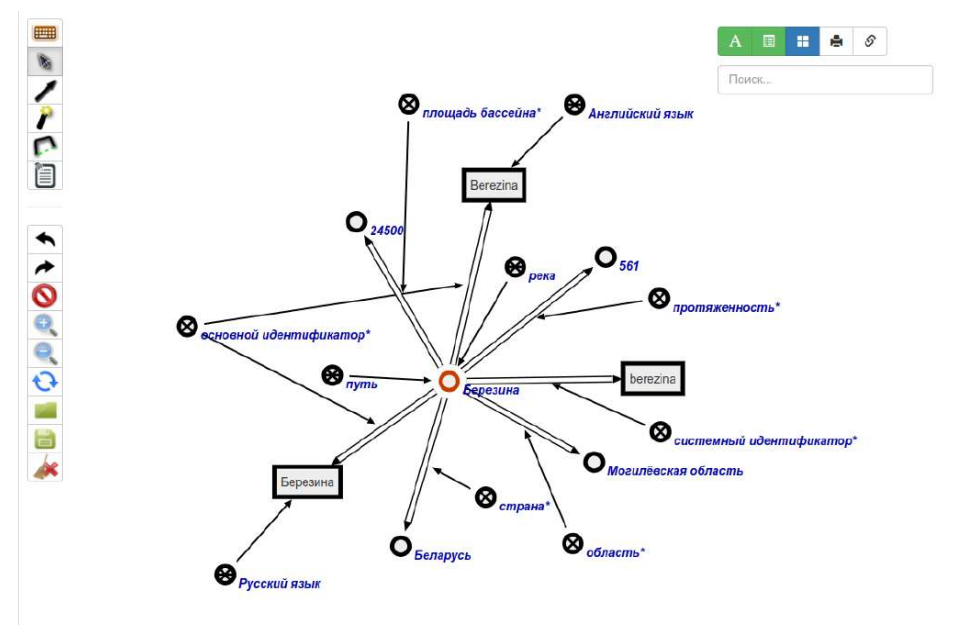 A
Поиск...
площадь бассейна*
Английский язык
Berezina
24500
река
561
протяженность*
основной идентификатор*
путь
Березина
berezina
системный идентификатор*
Могилёвская область
Березина
страна*
область*
Беларусь
Русский язык